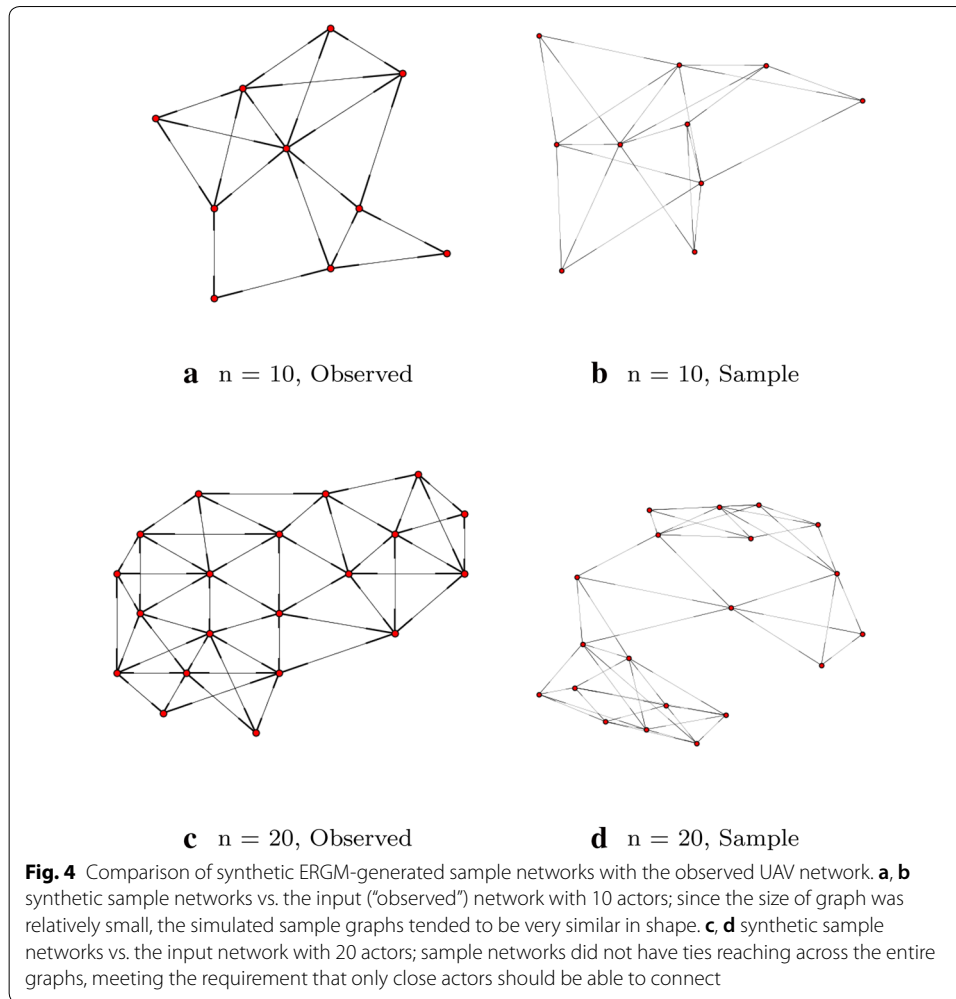 a n = 10, Observed
b n = 10, Sample
c n = 20, Observed
d n = 20, Sample
Fig. 4 Comparison of synthetic ERGM-generated sample networks with the observed UAV network. a, b
synthetic sample networks vs. the input (“observed”) network with 10 actors; since the size of graph was
relatively small, the simulated sample graphs tended to be very similar in shape. c, d synthetic sample
networks vs. the input network with 20 actors; sample networks did not have ties reaching across the entire
graphs, meeting the requirement that only close actors should be able to connect